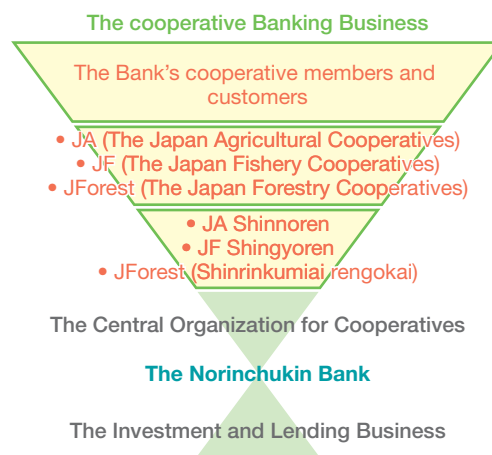 The cooperative Banking Business
The Bank's cooperative members and
customers
• JA (The Japan Agricultural Cooperatives)
• JF (The Japan Fishery Cooperatives)
• JForest (The Japan Forestry Cooperatives)
• JA Shinnoren
• JF Shingyoren
• JForest (Shinrinkumiai rengokai)
The Central Organization for Cooperatives
The Norinchukin Bank
The Investment and Lending Business